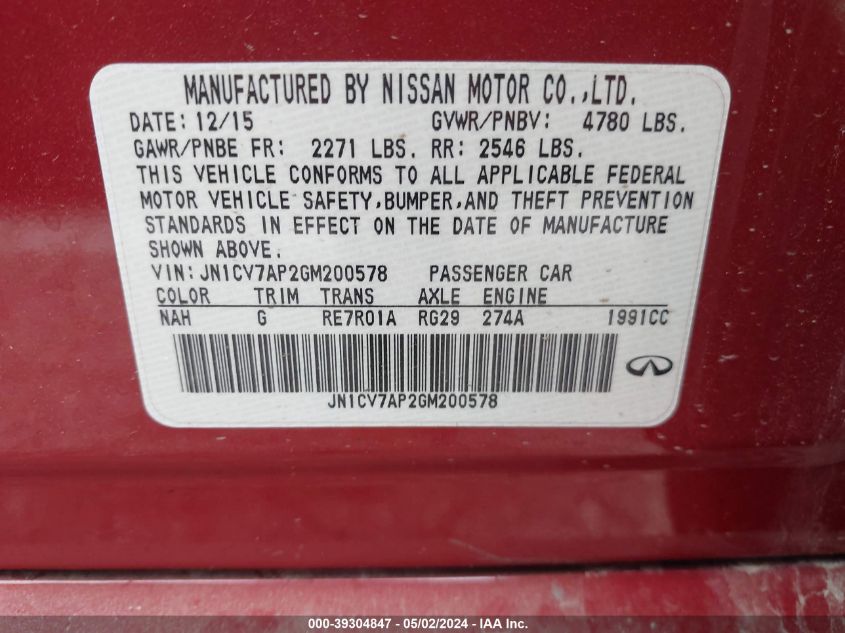 MANUFACTURED BY NISSAN MOTOR CO.,LTD.
DATE: 12/15 GVWR/PNBV: 4780 LBS.
GAWR/PNBE FR: 2271 LBS. RR: 2546 LBS.
THIS VEHICLE CONFORMS TO ALL APPLICABLE FEDERAL
MOTOR VEHICLE SAFETY,BUMPER,AND THEFT PREVENTION
STANDARDS IN EFFECT ON THE DATE OF MANUFACTURE
SHOWN ABOVE.
VIN: JN1CV7AP2GM200578 PASSENGER CAR
COLOR TRIM TRANS AXLE ENGINE
NAH G RE7R01A RG29 274A 1991CC
JN1CV7AP2GM200578
000-39304847 - 05/02/2024 - IAA Inc.